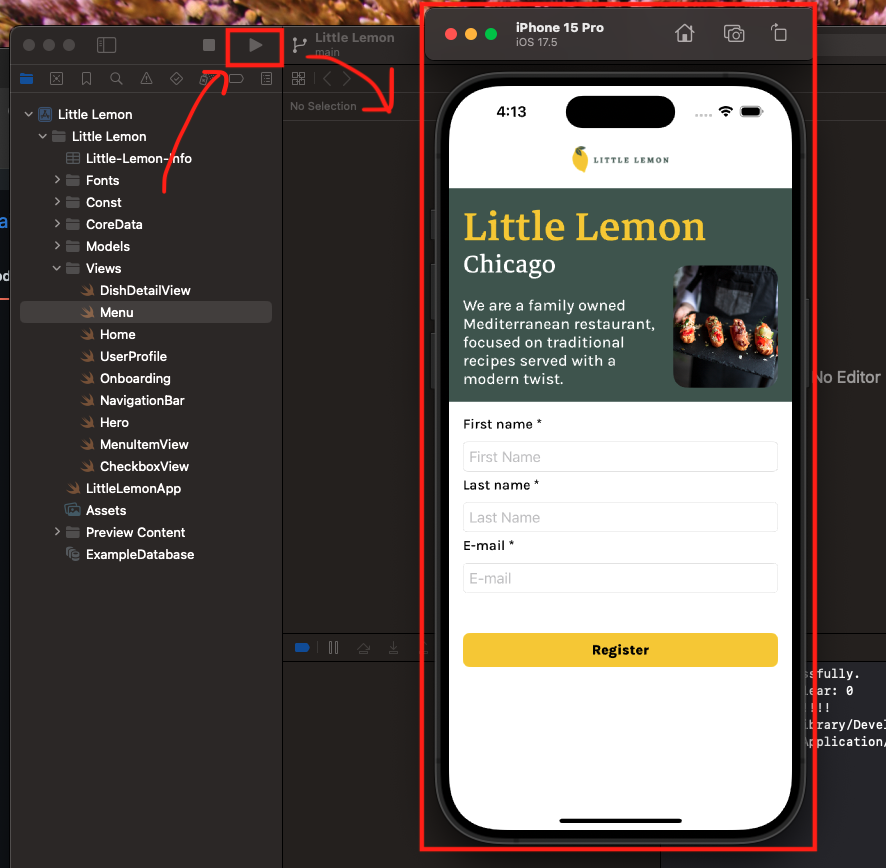 Little Lemon
main
No Selection
Little Lemon
Little Lemon
Little-Lemon-Info
Fonts
Const
CoreData
Models
Views
DishDetailView
Menu
Home
UserProfile
Onboarding
NavigationBar
Hero
MenuItemView
CheckboxView
LittleLemonApp
Assets
Preview Content
ExampleDatabase
iPhone 15 Pro
iOS 17.5
4:13
LITTLE LEMON
Little Lemon
Chicago
We are a family owned
Mediterranean restaurant,
focused on traditional
recipes served with a
modern twist.
First name *
First Name
Last name *
Last Name
E-mail *
E-mail
Register
No Editor
ssfully.
lear: 0
!!!!
ibrary/Devel
Application/